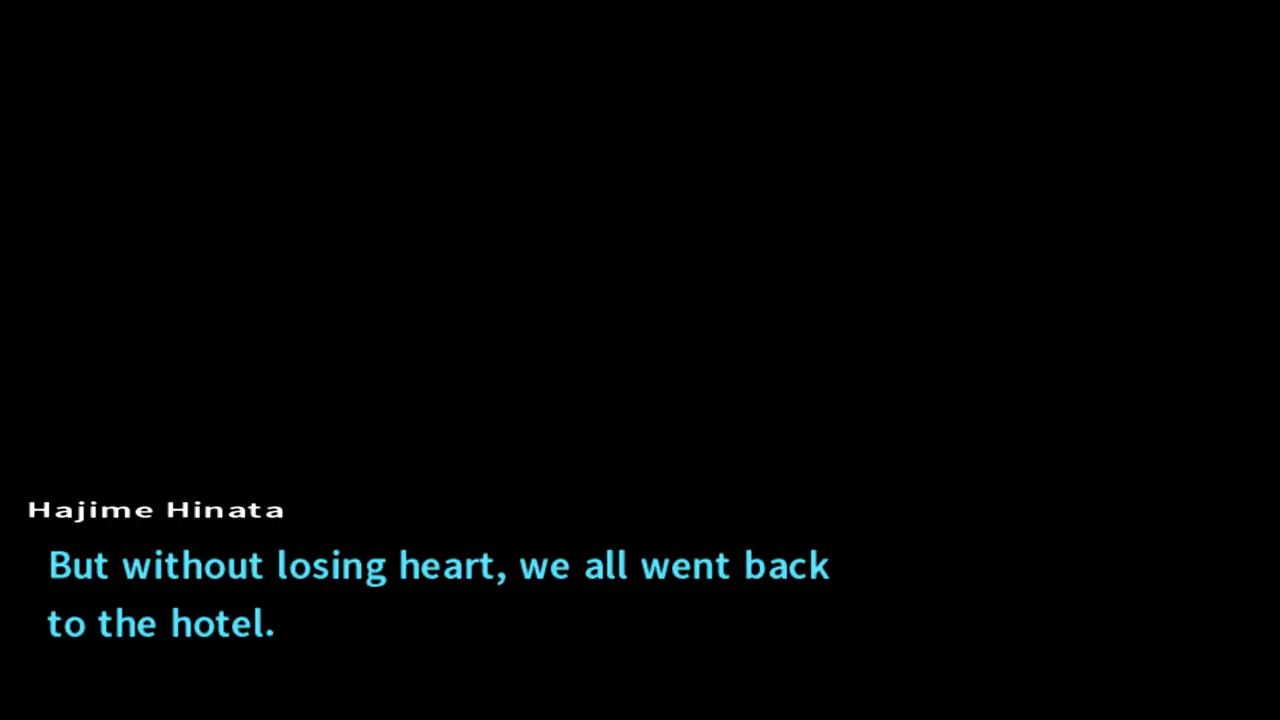 Hajime Hinata
But without losing heart, we all went back
to the hotel.